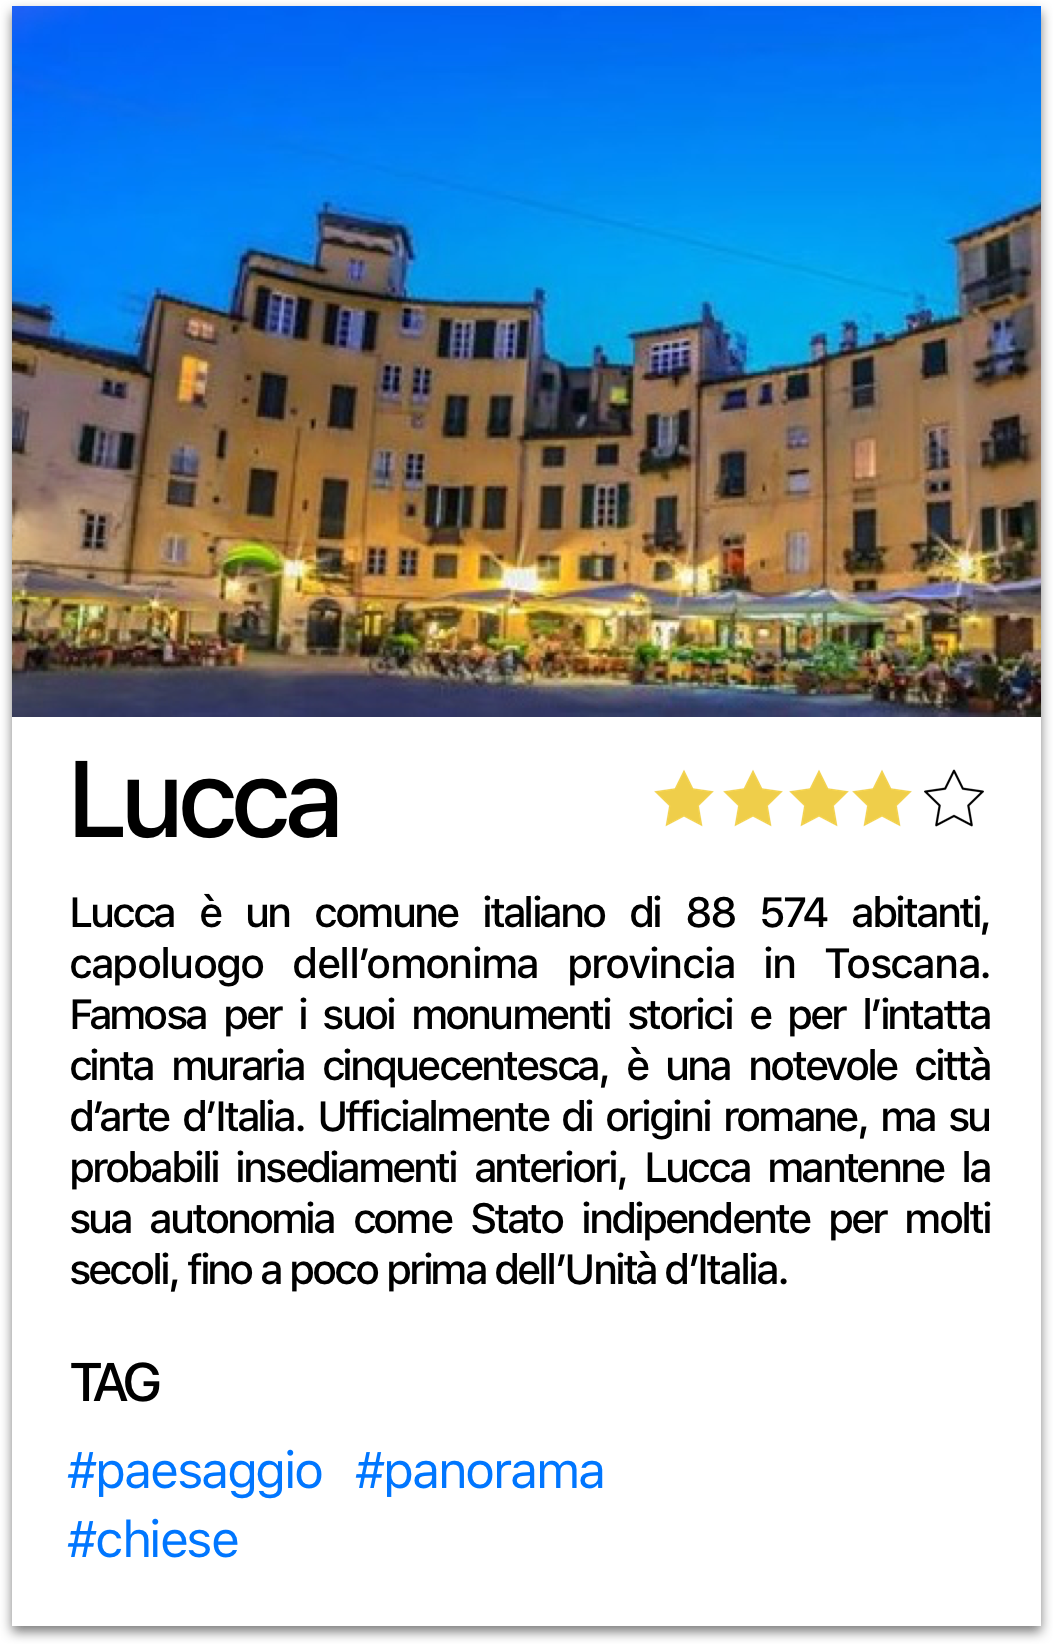 Lucca
Lucca è un comune italiano di 88 574 abitanti,
capoluogo dell’omonima provincia in Toscana.
Famosa per i suoi monumenti storici e per l’intatta
cinta muraria cinquecentesca, è una notevole città
d’arte d’Italia. Ufficialmente di origini romane, ma su
probabili insediamenti anteriori, Lucca mantenne la
sua autonomia come Stato indipendente per molti
secoli, fino a poco prima dell’Unità d’Italia.
TAG
#paesaggio #panorama
#chiese